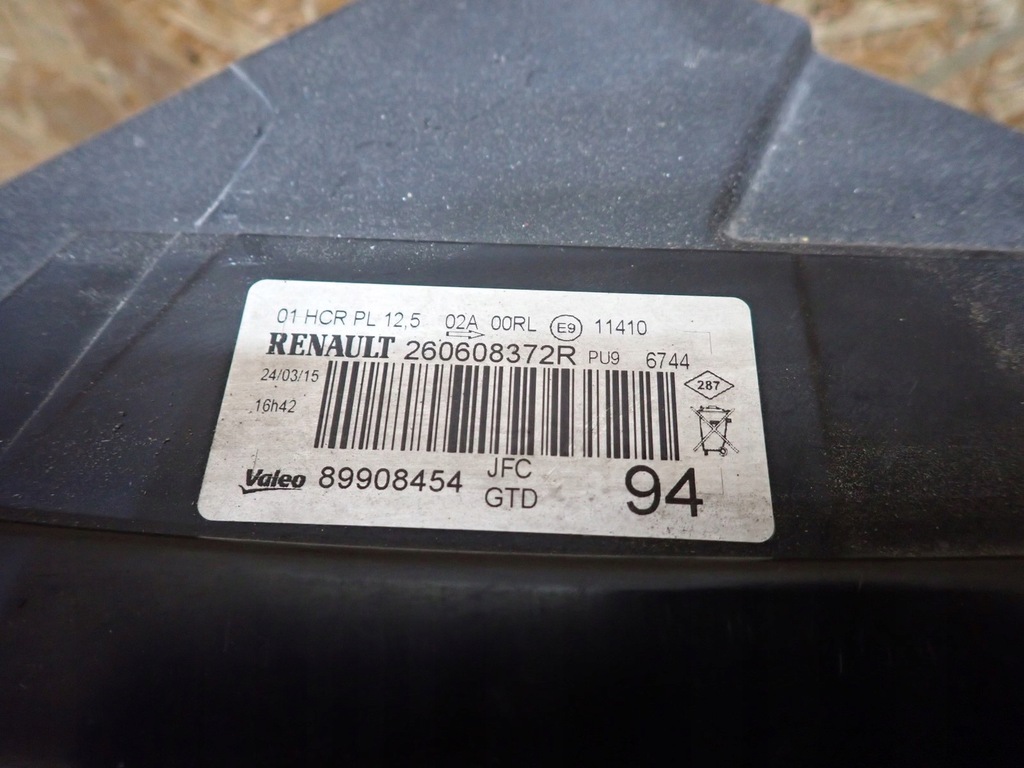 01 HCR PL 12,5 02A 00RL E9 11410
RENAULT 260608372R PU9 6744
24/03/15
287
16h42
Valeo 89908454 JFC
GTD
94